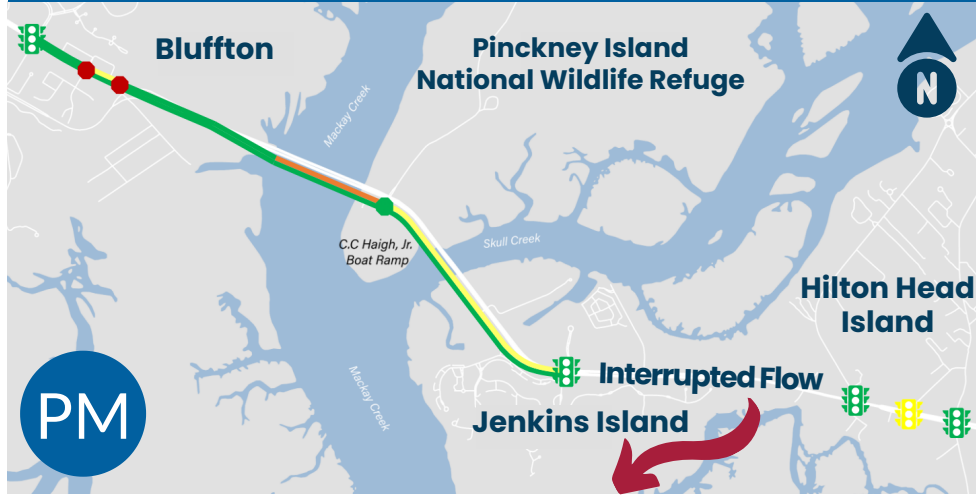 Bluffton
Pinckney Island
National Wildlife Refuge
N
Mackay Creek
C.C Haigh, Jr.
Boat Ramp
Skull Creek
Hilton Head
Island
PM
Mackay Creek
Interrupted Flow
Jenkins Island